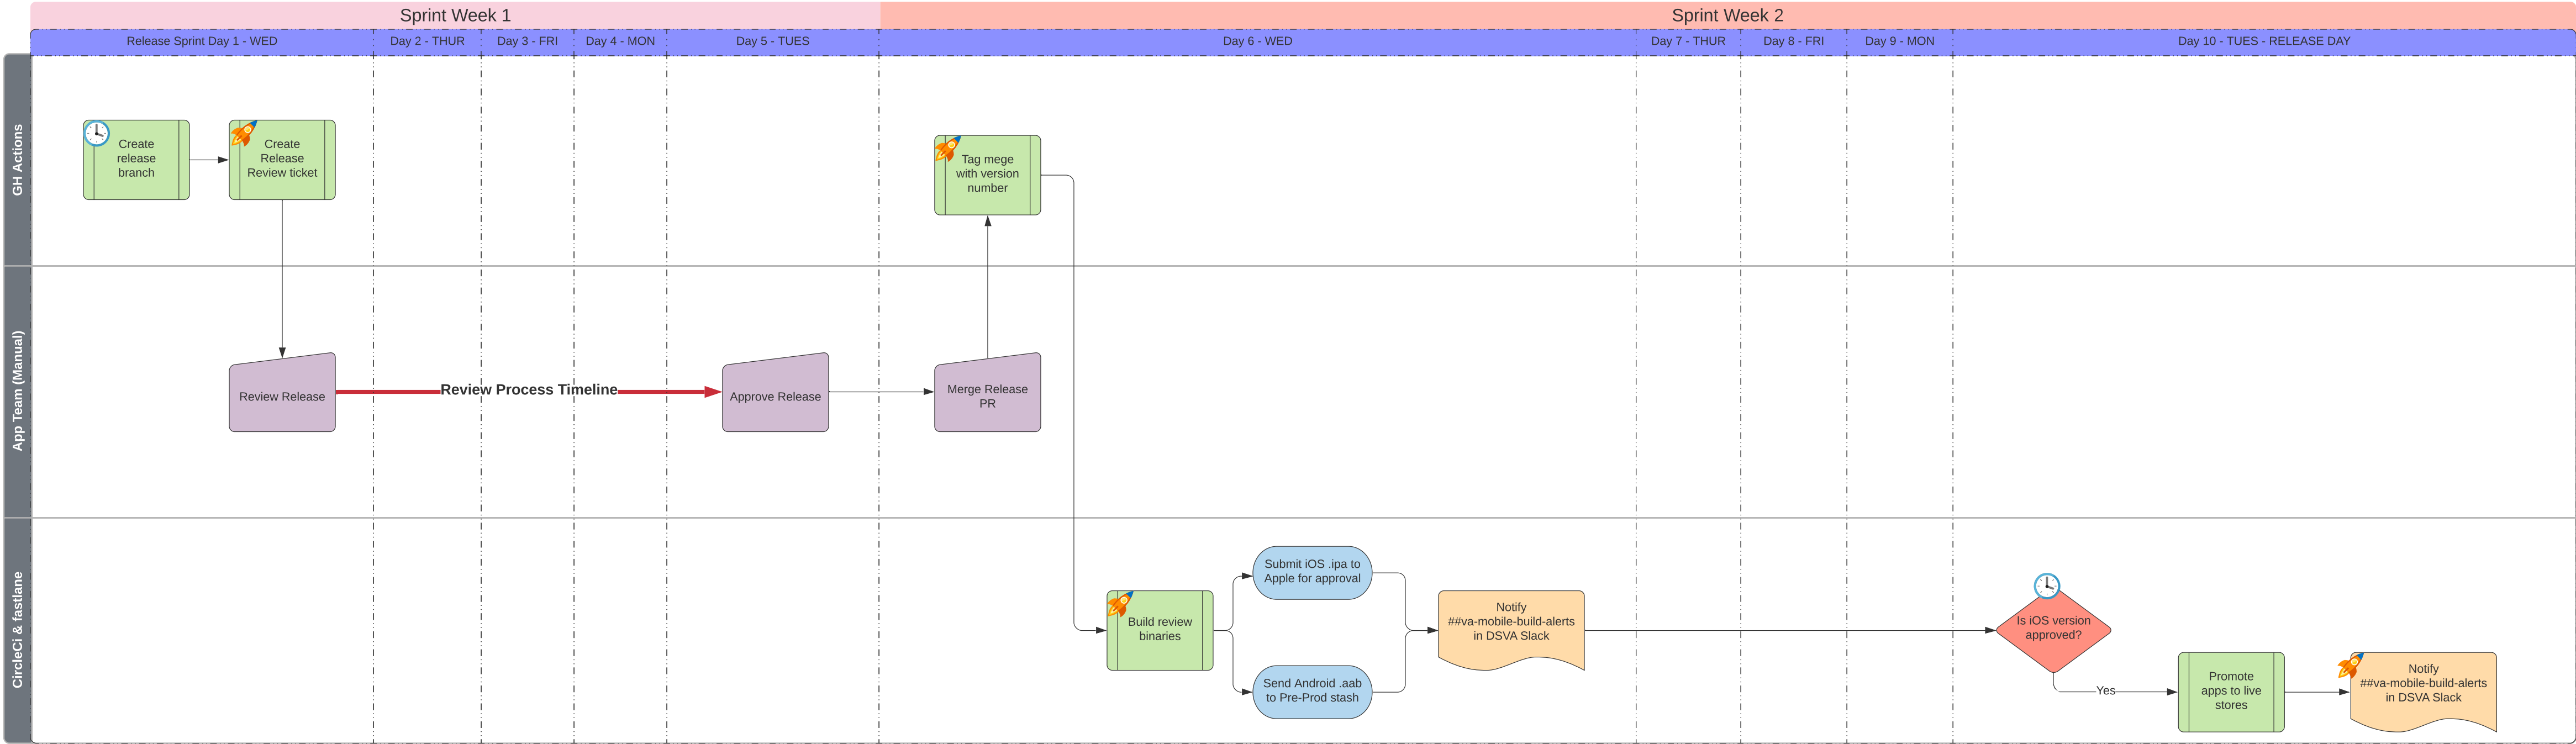 Sprint Week 1
Sprint Week 2
Release Sprint Day 1 - WED
Day 2 - THUR
Day 3 - FRI
Day 4 - MON
Day 5 - TUES
Day 6 - WED
Day 7 - THUR
Day 8 - FRI
Day 9 - MON
Day 10 - TUES - RELEASE DAY
GH Actions
Create
release
branch
Create
Release
Review ticket
Tag mege
with version
number
App Team (Manual)
Review Release
Review Process Timeline
Approve Release
Merge Release
PR
CircleCi & fastlane
Build review
binaries
Submit iOS .ipa to
Apple for approval
Send Android .aab
to Pre-Prod stash
Notify
##va-mobile-build-alerts
in DSVA Slack
Is iOS version
approved?
Yes
Promote
apps to live
stores
Notify
##va-mobile-build-alerts
in DSVA Slack